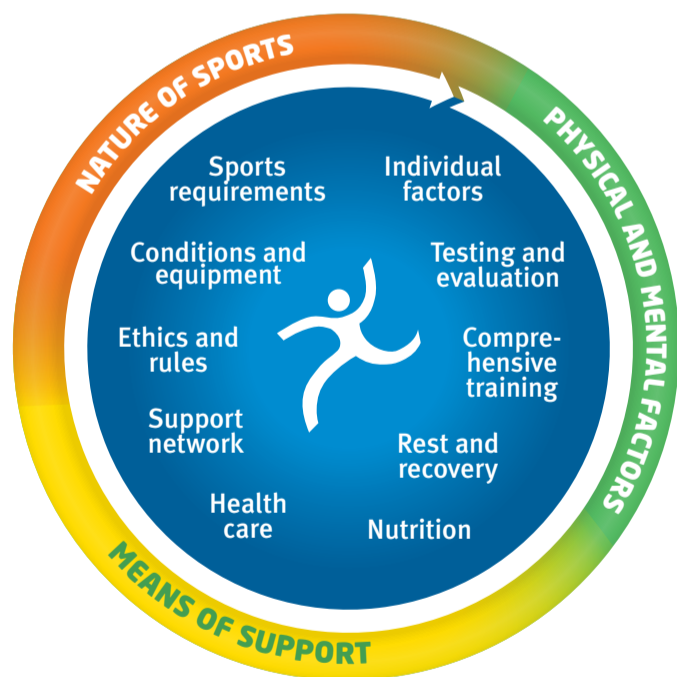 NATURE OF SPORTS
PHYSICAL AND MENTAL FACTORS
MEANS OF SUPPORT
Sports
requirements
Individual
factors
Conditions and
equipment
Testing and
evaluation
Ethics and
rules
Compre-
hensive
training
Support
network
Rest and
recovery
Health
care
Nutrition